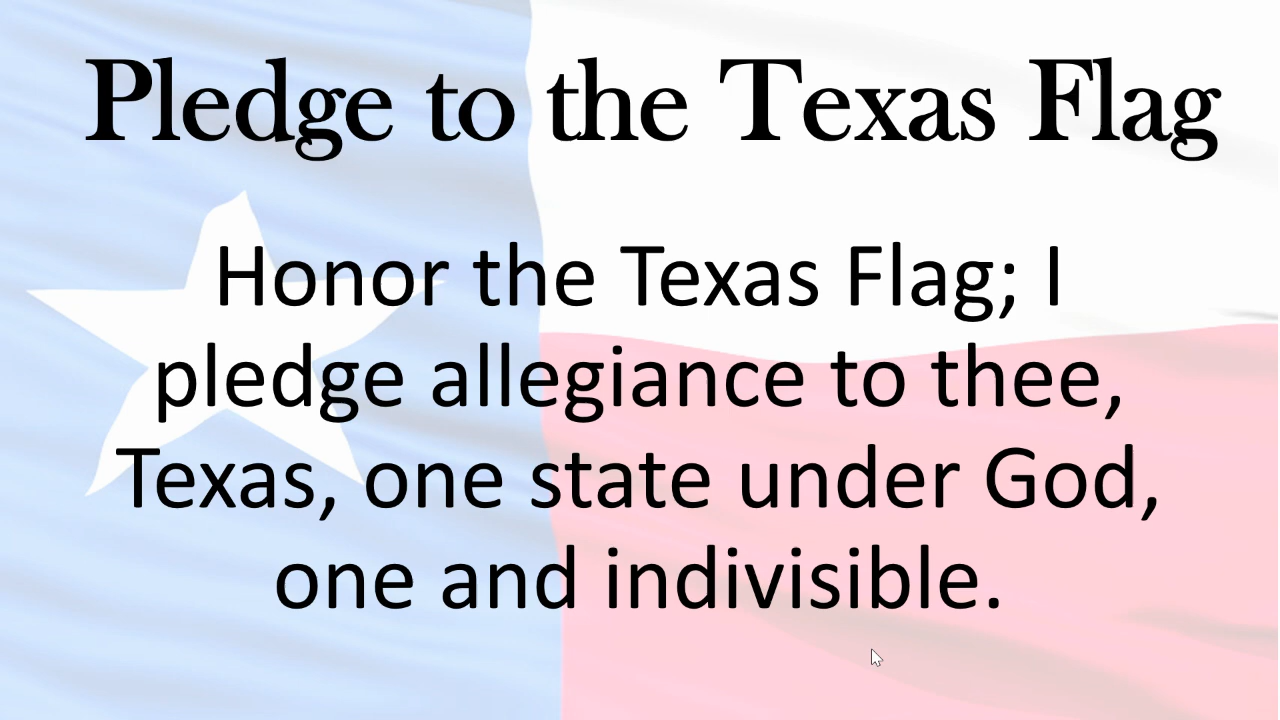 Pledge to the Texas Flag
Honor the Texas Flag; I
pledge allegiance to thee,
Texas, one state under God,
one and indivisible.